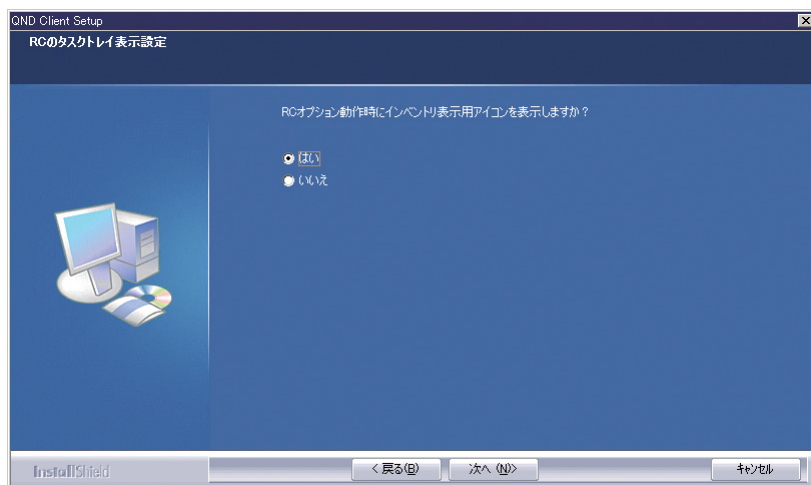 QND Client Setup
RCのタスクトレイ表示設定
RCオプション動作時にインベントリ表示用アイコンを表示しますか？
はい
いいえ
InstallShield
< 戻る(B)
次へ (N)>
キャンセル